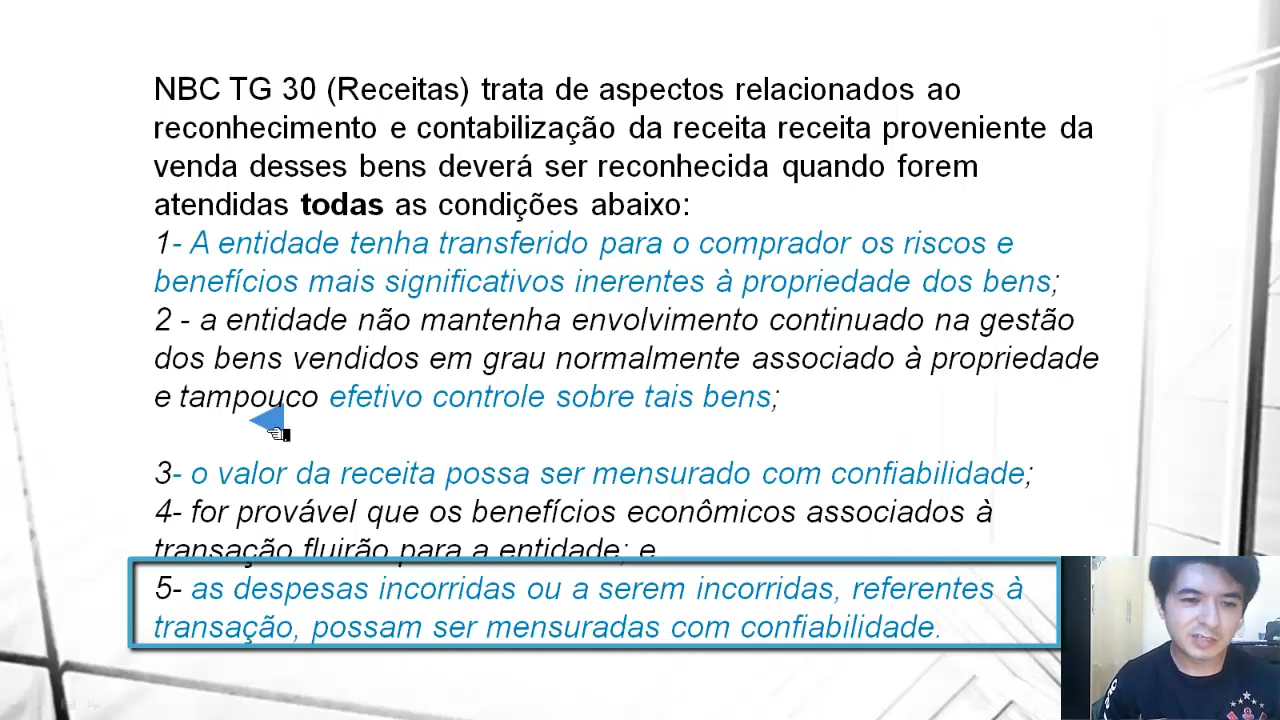 NBC TG 30 (Receitas) trata de aspectos relacionados ao
reconhecimento e contabilização da receita receita proveniente da
venda desses bens deverá ser reconhecida quando forem
atendidas todas as condições abaixo:
1- A entidade tenha transferido para o comprador os riscos e
benefícios mais significativos inerentes à propriedade dos bens;
2 - a entidade não mantenha envolvimento continuado na gestão
dos bens vendidos em grau normalmente associado à propriedade
e tampouco efetivo controle sobre tais bens;
3- o valor da receita possa ser mensurado com confiabilidade;
4- for provável que os benefícios econômicos associados à
transação fluirão para a entidade; e
5- as despesas incorridas ou a serem incorridas, referentes à
transação, possam ser mensuradas com confiabilidade.